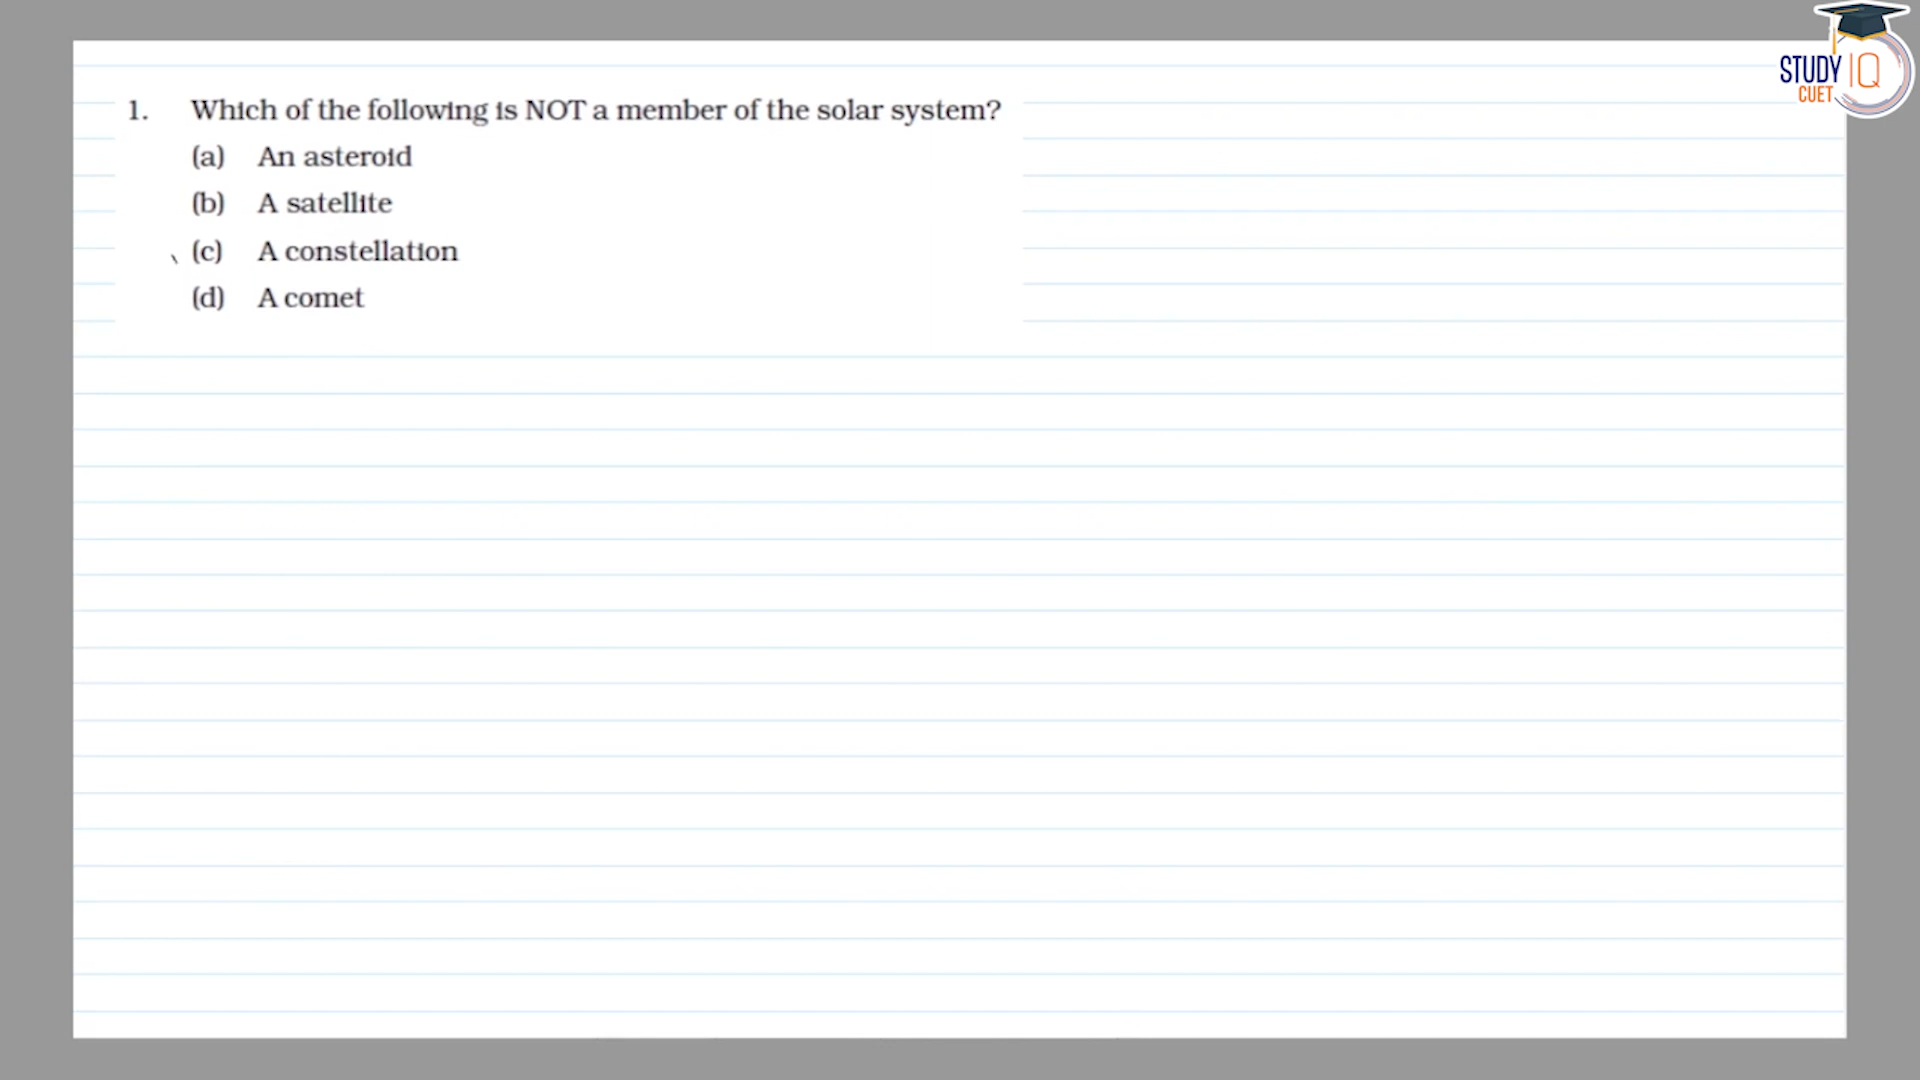 1. Which of the following is NOT a member of the solar system?
(a) An asteroid
(b) A satellite
(c) A constellation
(d) A comet
STUDY IQ
CUET